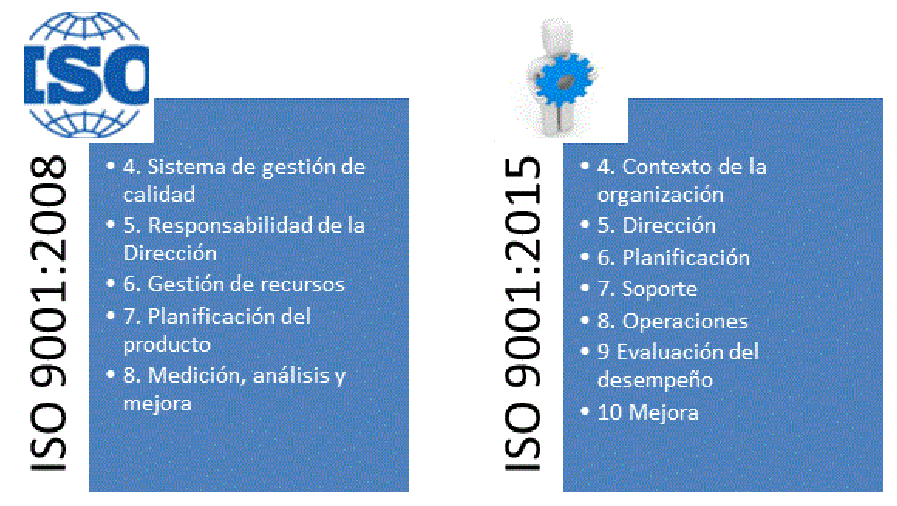 ISO
ISO 9001:2008
• 4. Sistema de gestión de
calidad
• 5. Responsabilidad de la
Dirección
• 6. Gestión de recursos
• 7. Planificación del
producto
• 8. Medición, análisis y
mejora
ISO 9001:2015
• 4. Contexto de la
organización
• 5. Dirección
• 6. Planificación
• 7. Soporte
• 8. Operaciones
• 9 Evaluación del
desempeño
• 10 Mejora